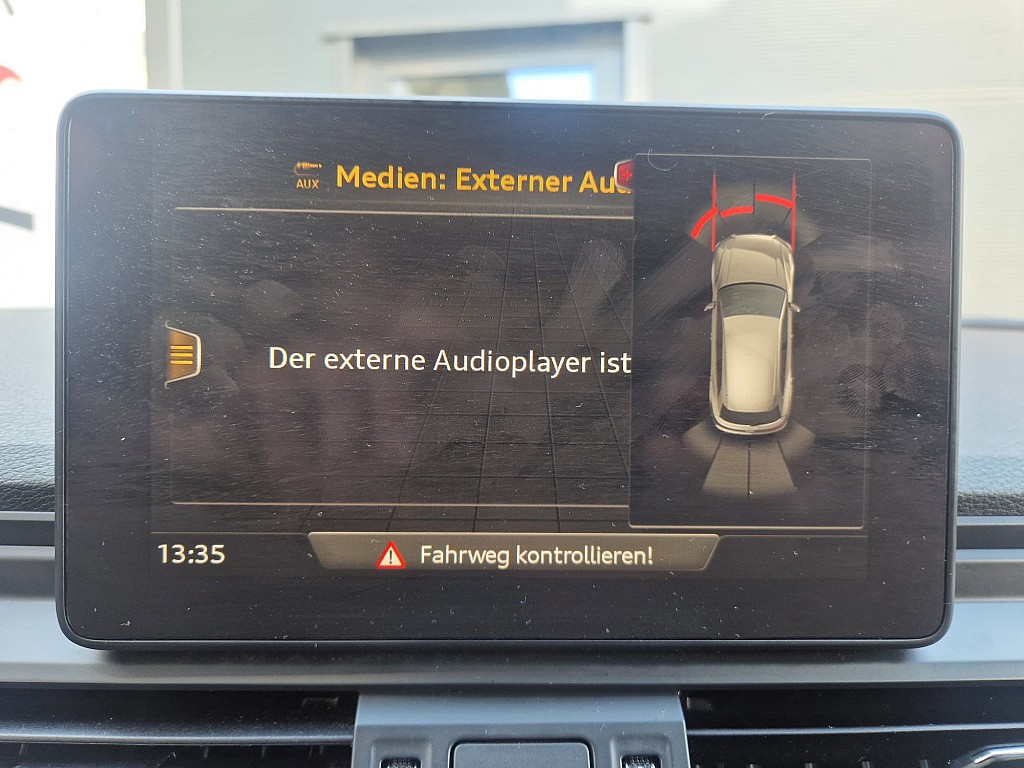 AUX
Medien: Externer Au
Der externe Audioplayer ist
13:35
Fahrweg kontrollieren!